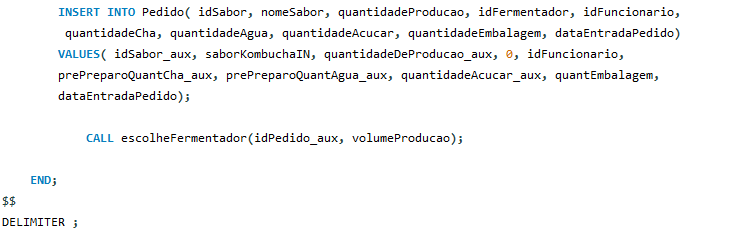 INSERT INTO Pedido( idSabor, nomeSabor, quantidadeProducao, idFermentador, idFuncionario,
quantidadeCha, quantidadeAgua, quantidadeAcucar, quantidadeEmbalagem, dataEntradaPedido)
VALUES( idSabor_aux, saborKombuchaIN, quantidadeDeProducao_aux, 0, idFuncionario,
prePreparoQuantCha_aux, prePreparoQuantAgua_aux, quantidadeAcucar_aux, quantEmbalagem,
dataEntradaPedido);
CALL escolheFermentador(idPedido_aux, volumeProducao);
END;
$$
DELIMITER ;